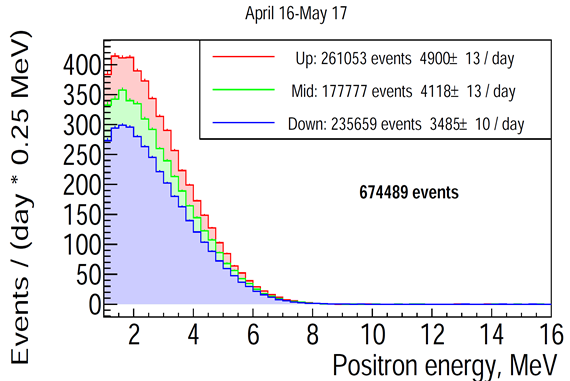 April 16-May 17
Events / (day * 0.25 MeV)
400
350
300
250
200
150
100
50
0
Up: 261053 events 4900± 13 / day
Mid: 177777 events 4118± 13 / day
Down: 235659 events 3485± 10 / day
674489 events
2 4 6 8 10 12 14 16
Positron energy, MeV